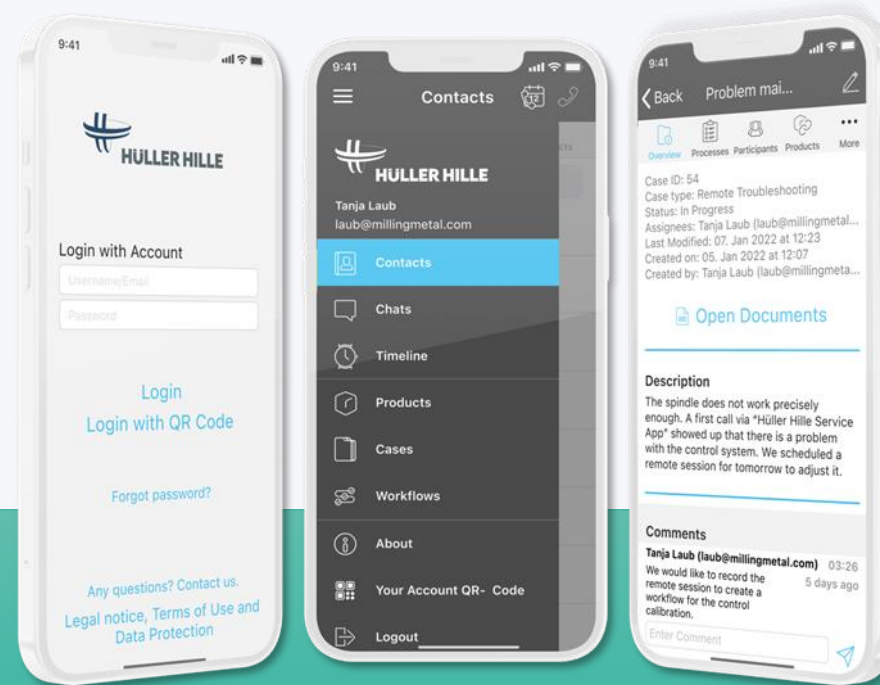 9:41
HÜLLER HILLE
Login with Account
Username/Email
Password
Login
Login with QR Code
Forgot password?
Any questions? Contact us.
Legal notice, Terms of Use and
Data Protection
9:41
Contacts
12
HÜLLER HILLE
Tanja Laub
laub@millingmetal.com
Contacts
Chats
Timeline
Products
Cases
Workflows
About
Your Account QR- Code
Logout
9:41
Back Problem mai...
Overview Processes Participants Products More
Case ID: 54
Case type: Remote Troubleshooting
Status: In Progress
Assignees: Tanja Laub (laub@millingmetal...
Last Modified: 07. Jan 2022 at 12:23
Created on: 05. Jan 2022 at 12:07
Created by: Tanja Laub (laub@millingmeta...
Open Documents
Description
The spindle does not work precisely
enough. A first call via "Hüller Hille Service
App" showed up that there is a problem
with the control system. We scheduled a
remote session for tomorrow to adjust it.
Comments
Tanja Laub (laub@millingmetal.com) 03:26
We would like to record the 5 days ago
remote session to create a
workflow for the control
calibration.
Enter Comment